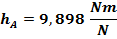 h_A = 9,898 Nm/N